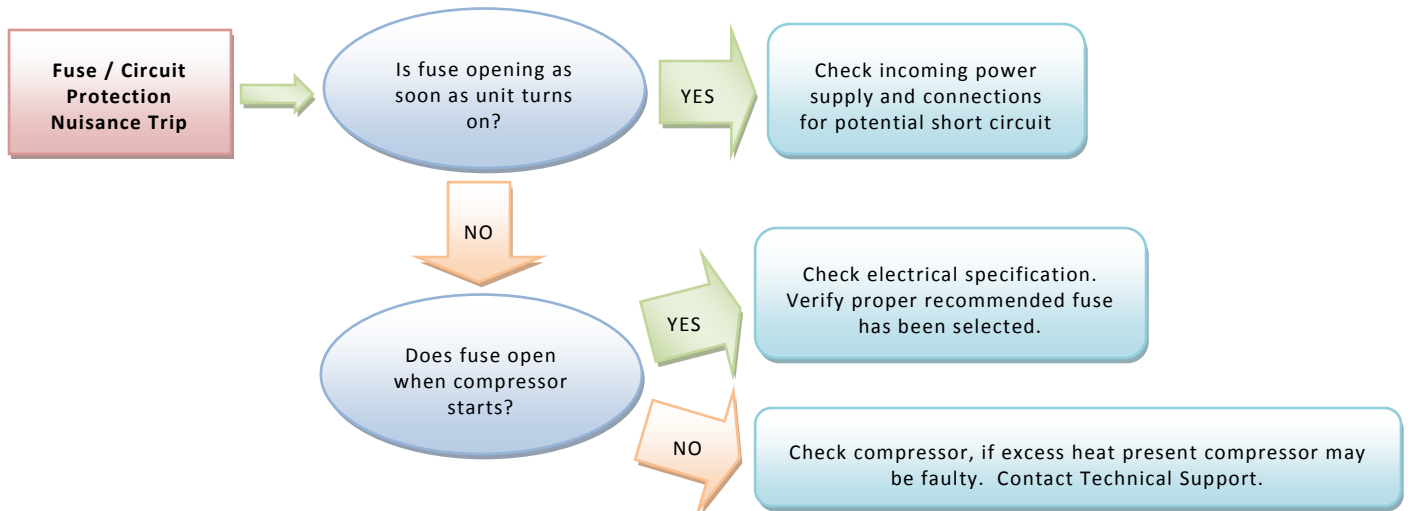 Fuse / Circuit
Protection
Nuisance Trip
Is fuse opening as
soon as unit turns
on?
YES
Check incoming power
supply and connections
for potential short circuit
NO
Does fuse open
when compressor
starts?
YES
Check electrical specification.
Verify proper recommended fuse
has been selected.
NO
Check compressor, if excess heat present compressor may
be faulty.  Contact Technical Support.